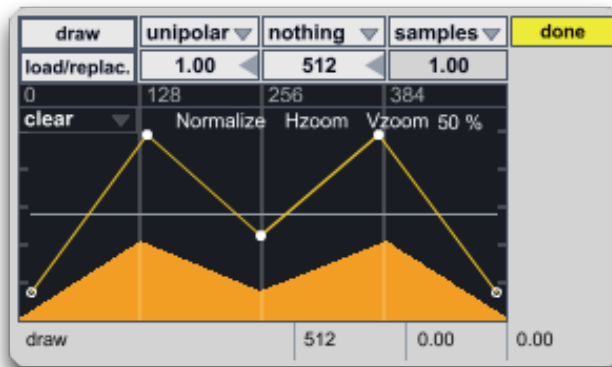 draw unipolar nothing samples done
load/replac. 1.00 512 1.00
0 128 256 384
clear Normalize Hzoom Vzoom 50 %
draw 512 0.00 0.00